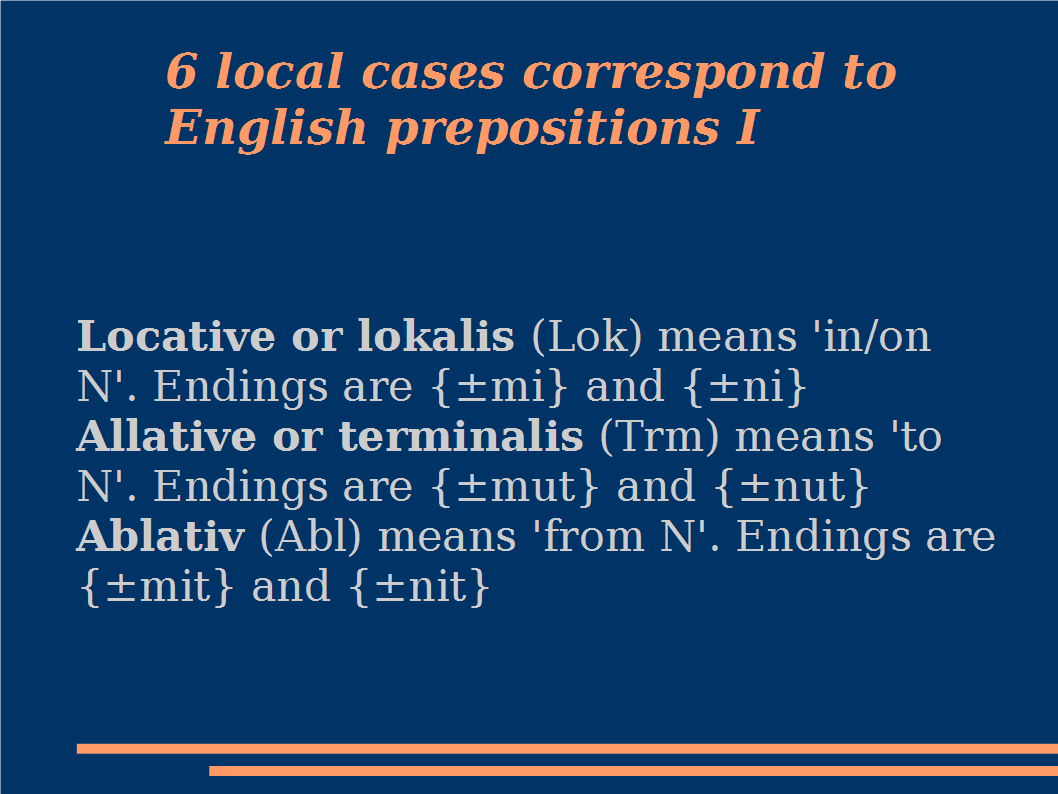 6 local cases correspond to
English prepositions I
Locative or lokalis (Lok) means 'in/on
N'. Endings are {±mi} and {±ni}
Allative or terminalis (Trm) means 'to
N'. Endings are {±mut} and {±nut}
Ablativ (Abl) means 'from N'. Endings are
{±mit} and {±nit}